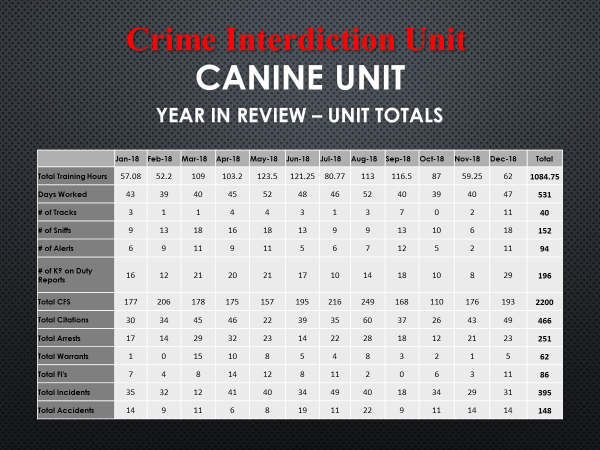 Crime Interdiction Unit
CANINE UNIT
YEAR IN REVIEW – UNIT TOTALS
Jan-18 Feb-18 Mar-18 Apr-18 May-18 Jun-18 Jul-18 Aug-18 Sep-18 Oct-18 Nov-18 Dec-18 Total
Total Training Hours 57.08 52.2 109 103.2 123.5 121.25 80.77 113 116.5 87 59.25 62 1084.75
Days Worked 43 39 40 45 52 48 46 52 40 39 40 47 531
# of Tracks 3 1 1 4 4 3 1 3 7 0 2 11 40
# of Sniffs 9 13 18 16 18 13 9 9 13 10 6 18 152
# of Alerts 6 9 11 9 11 5 6 7 12 5 2 11 94
# of K9 on Duty
Reports 16 12 21 20 21 17 10 14 18 10 8 29 196
Total CFS 177 206 178 175 157 195 216 249 168 110 176 193 2200
Total Citations 30 34 45 46 22 39 35 60 37 26 43 49 466
Total Arrests 17 14 29 32 23 14 22 28 18 12 21 23 251
Total Warrants 1 0 15 10 8 5 4 8 3 2 1 5 62
Total FI's 7 4 8 14 12 8 11 2 0 6 3 11 86
Total Incidents 35 32 12 41 40 34 49 40 18 34 29 31 395
Total Accidents 14 9 11 6 8 19 11 22 9 11 14 14 148